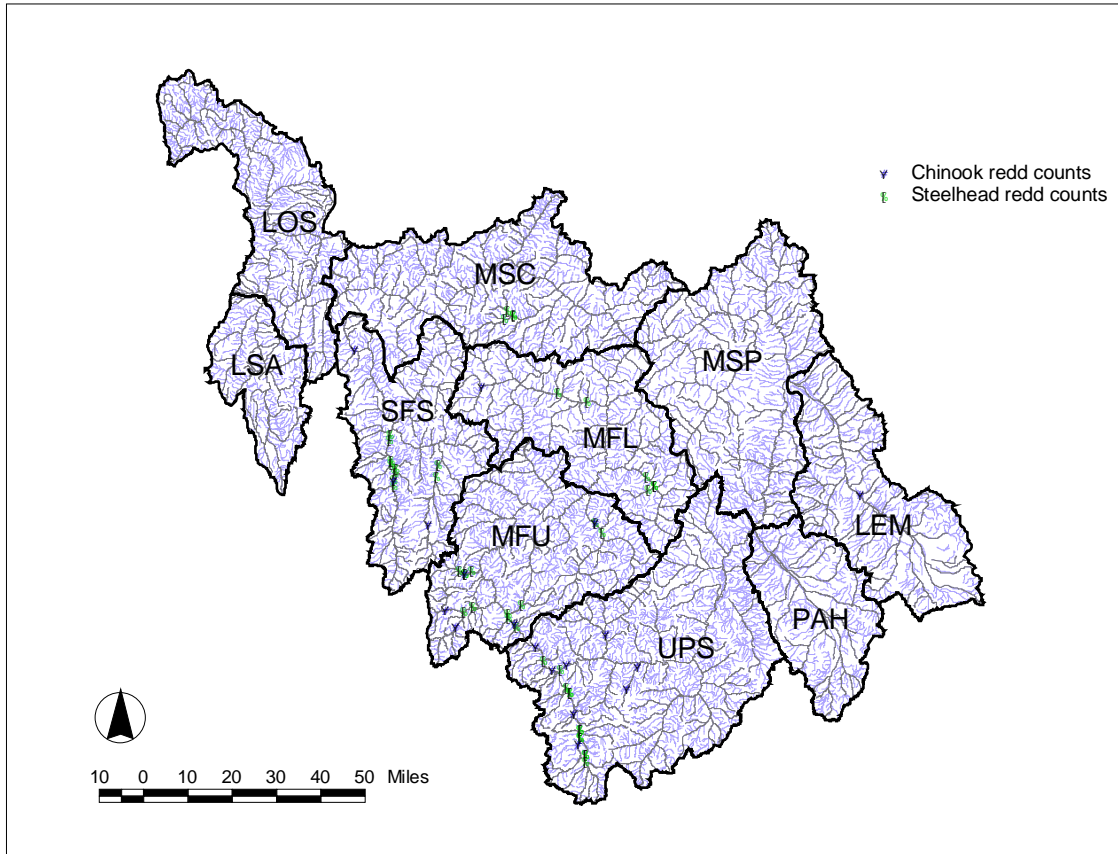 Chinook redd counts
Steelhead redd counts
LOS
MSC
LSA
MSP
SFS
MFL
LEM
MFU
PAH
UPS
10 0 10 20 30 40 50 Miles